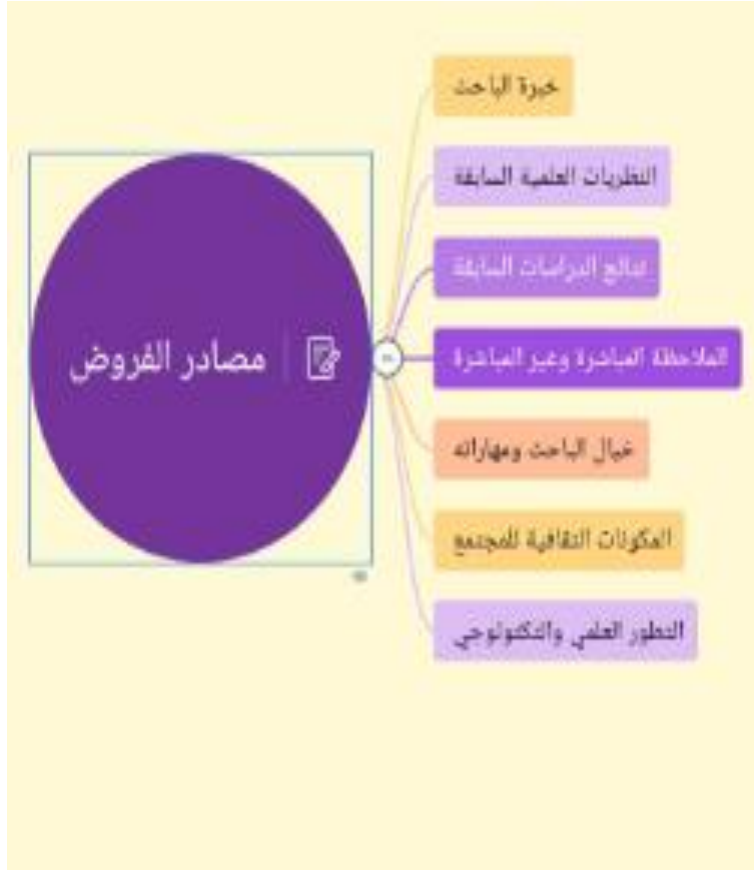 مصادر الفروض
خبرة الباحث
النظريات العلمية السابقة
نتائج الدراسات السابقة
الملاحظة المباشرة وغير المباشرة
خيال الباحث ومهاراته
المكونات الثقافية للمجتمع
التطور العلمي والتكنولوجي